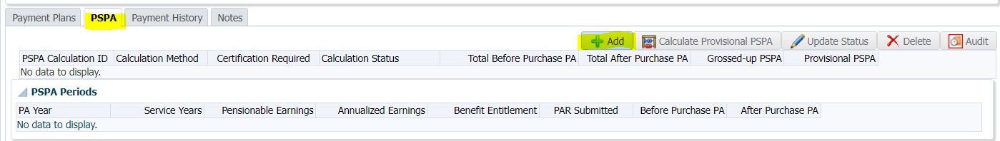 Payment Plans PSPA Payment History Notes
Add Calculate Provisional PSPA Update Status Delete Audit
PSPA Calculation ID Calculation Method Certification Required Calculation Status Total Before Purchase PA Total After Purchase PA Grossed-up PSPA Provisional PSPA
No data to display.
PSPA Periods
PA Year Service Years Pensionable Earnings Annualized Earnings Benefit Entitlement PAR Submitted Before Purchase PA After Purchase PA
No data to display.